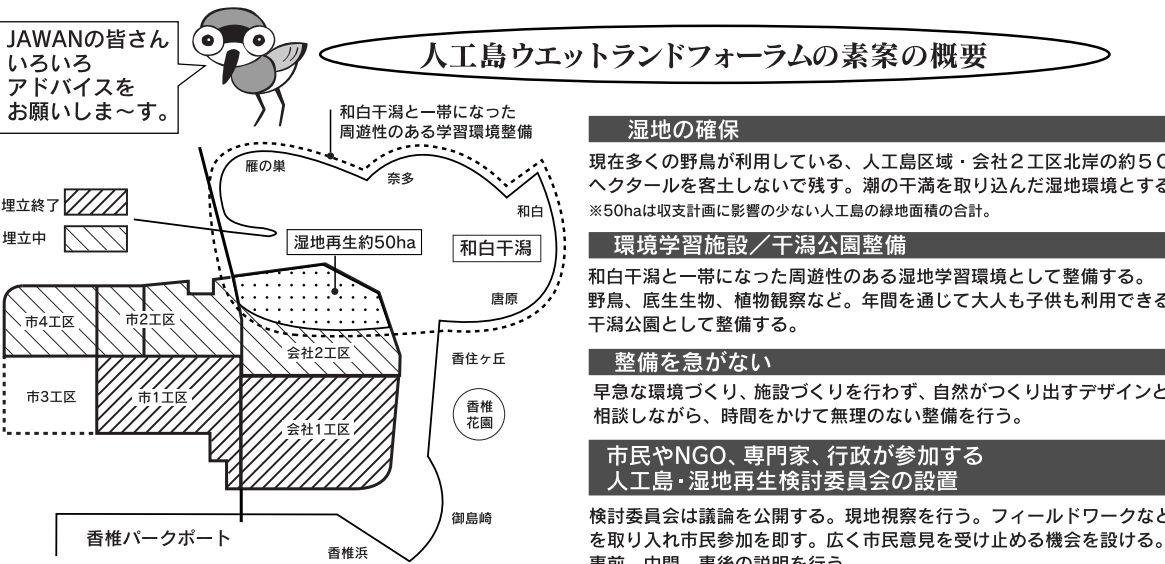 JAWANの皆さん
いろいろ
アドバイスを
お願いしま〜す。
人工島ウエットランドフォーラムの素案の概要
和白干潟と一帯になった
周遊性のある学習環境整備
雁の巣
奈多
和白
埋立終了
埋立中
湿地再生約50ha
和白干潟
唐原
市4工区
市2工区
会社2工区
香住ヶ丘
市3工区
市1工区
会社1工区
香椎
花園
御島崎
香椎パークポート
香椎浜
湿地の確保
現在多くの野鳥が利用している、人工島区域・会社2工区北岸の約50
ヘクタールを客土しないで残す。潮の干満を取り込んだ湿地環境とする
※50haは収支計画に影響の少ない人工島の緑地面積の合計。
環境学習施設／干潟公園整備
和白干潟と一帯になった周遊性のある湿地学習環境として整備する。
野鳥、底生生物、植物観察など。年間を通じて大人も子供も利用できる
干潟公園として整備する。
整備を急がない
早急な環境づくり、施設づくりを行わず、自然がつくり出すデザインと
相談しながら、時間をかけて無理のない整備を行う。
市民やNGO、専門家、行政が参加する
人工島・湿地再生検討委員会の設置
検討委員会は議論を公開する。現地視察を行う。フィールドワークなど
を取り入れ市民参加を即す。広く市民意見を受け止める機会を設ける。
事前、中間、事後の説明を行う